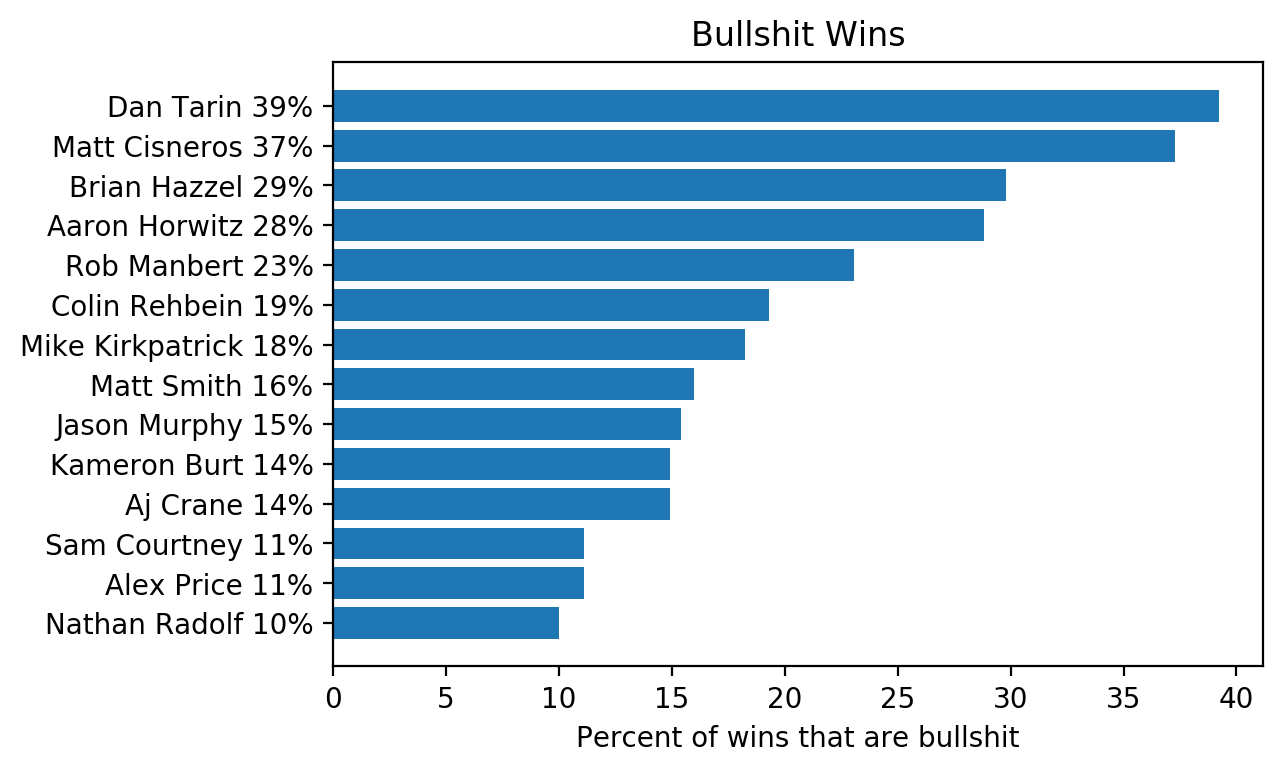 Bullshit Wins
Dan Tarin 39%
Matt Cisneros 37%
Brian Hazzel 29%
Aaron Horwitz 28%
Rob Manbert 23%
Colin Rehbein 19%
Mike Kirkpatrick 18%
Matt Smith 16%
Jason Murphy 15%
Kameron Burt 14%
Aj Crane 14%
Sam Courtney 11%
Alex Price 11%
Nathan Radolf 10%
0 5 10 15 20 25 30 35 40
Percent of wins that are bullshit